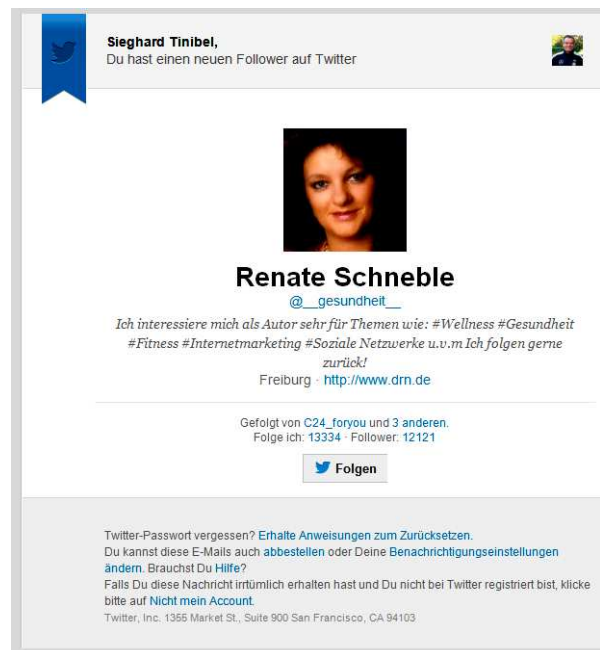 Sieghard Tinibel,
Du hast einen neuen Follower auf Twitter
Renate Schneble
@__gesundheit__
Ich interessiere mich als Autor sehr für Themen wie: #Wellness #Gesundheit
#Fitness #Internetmarketing #Soziale Netzwerke u.v.m Ich folgen gerne
zurück!
Freiburg · http://www.drn.de
Gefolgt von C24_foryou und 3 anderen.
Folge ich: 13334 · Follower: 12121
Folgen
Twitter-Passwort vergessen? Erhalte Anweisungen zum Zurücksetzen.
Du kannst diese E-Mails auch abbestellen oder Deine Benachrichtigungseinstellungen
ändern. Brauchst Du Hilfe?
Falls Du diese Nachricht irrtümlich erhalten hast und Du nicht bei Twitter registriert bist, klicke
bitte auf Nicht mein Account.
Twitter, Inc. 1355 Market St., Suite 900 San Francisco, CA 94103